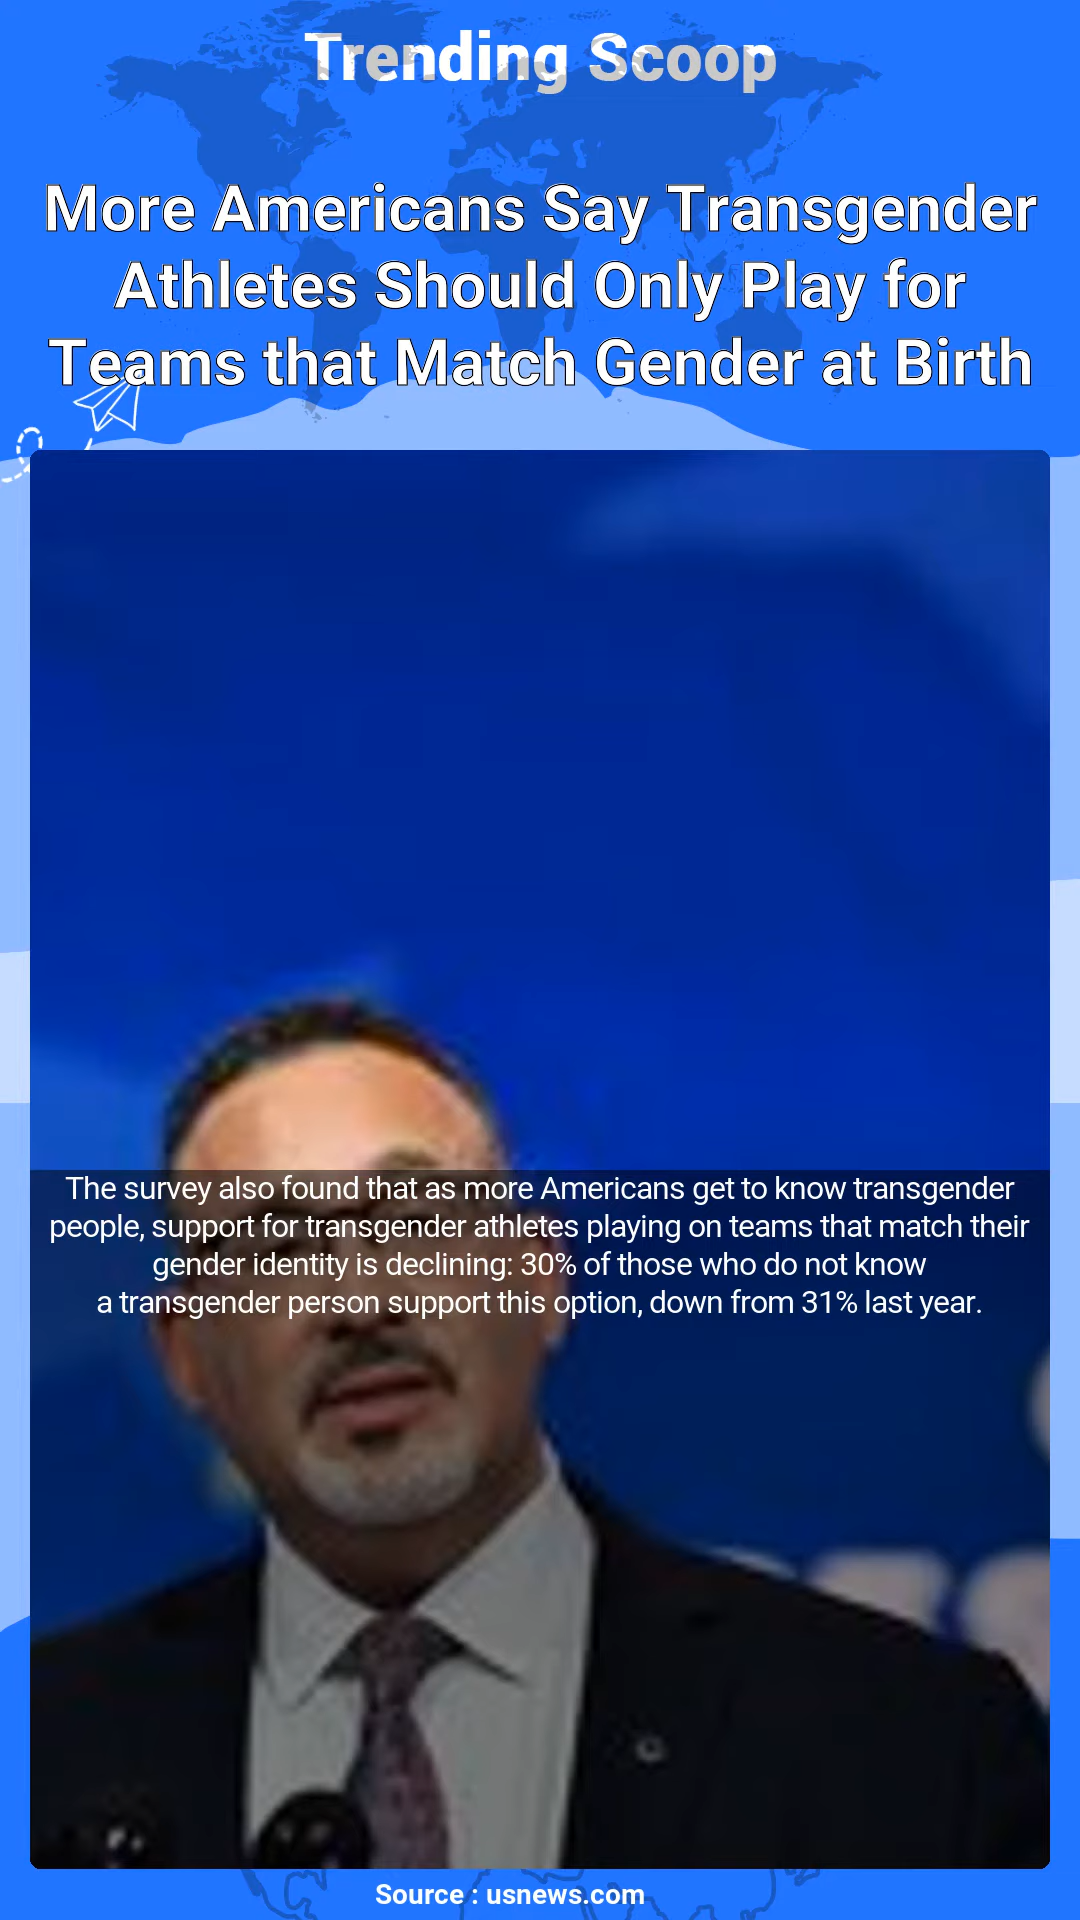 Trending Scoop
More Americans Say Transgender
Athletes Should Only Play for
Teams that Match Gender at Birth
The survey also found that as more Americans get to know transgender
people, support for transgender athletes playing on teams that match their
gender identity is declining: 30% of those who do not know
a transgender person support this option, down from 31% last year.
Source : usnews.com